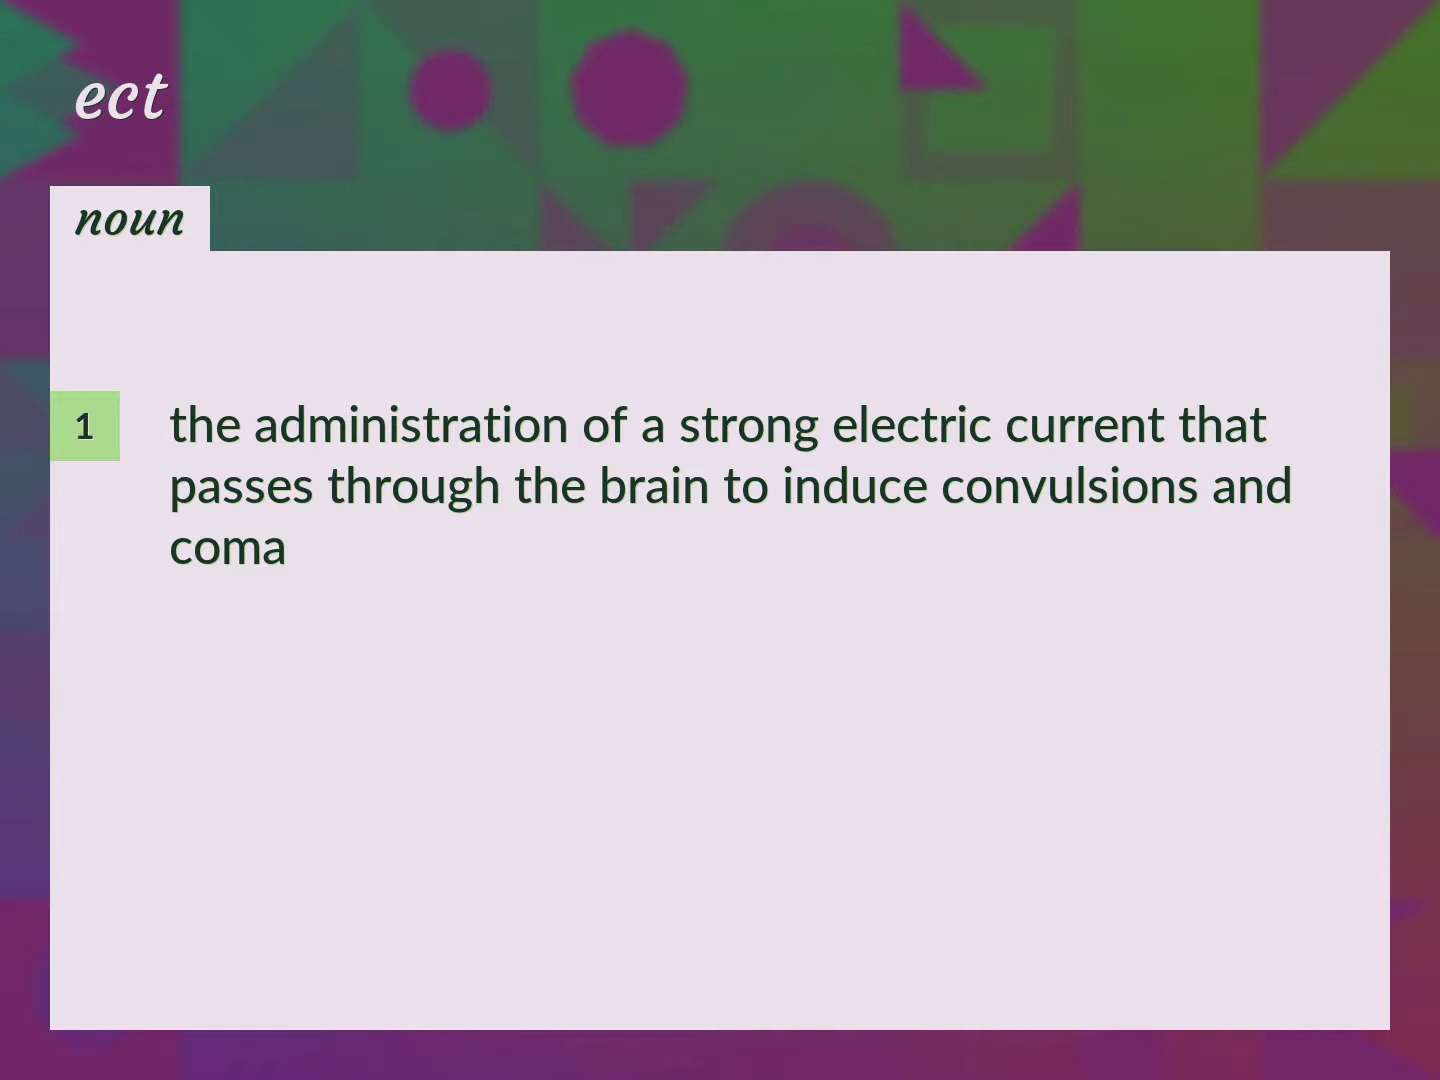 ect
noun
1
the administration of a strong electric current that
passes through the brain to induce convulsions and
coma